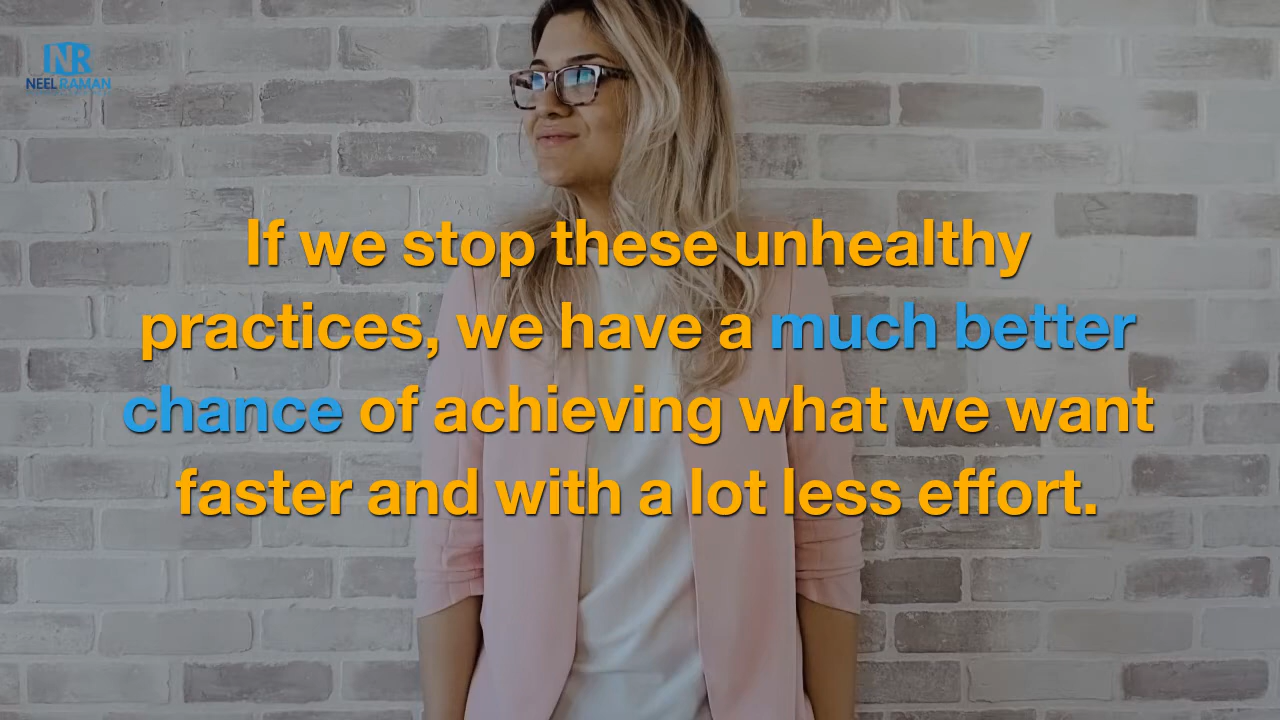 NR
NEEL RAMAN
If we stop these unhealthy
practices, we have a much better
chance of achieving what we want
faster and with a lot less effort.